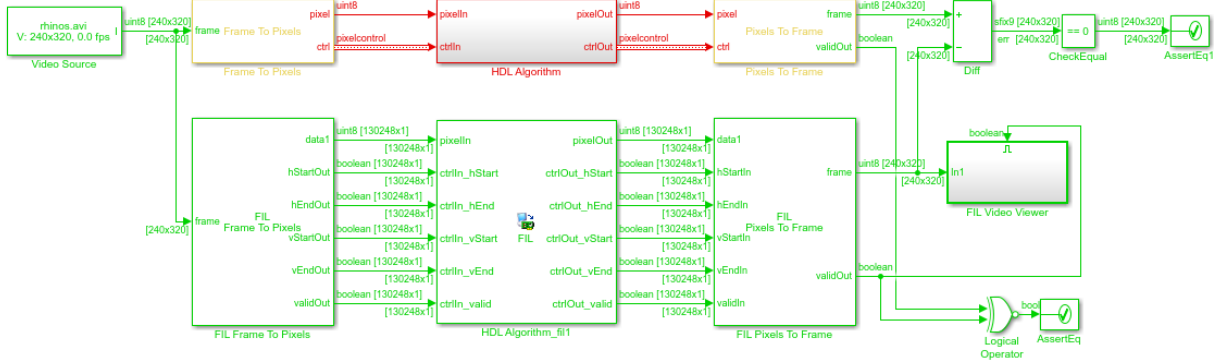 rhinos.avi
V: 240x320, 0.0 fps
I
Video Source
uint8 [240x320]
[240x320]
frame
Frame To Pixels
pixel
ctrl
Frame To Pixels
uint8
pixelcontrol
pixelIn
pixelOut
ctrlIn
ctrlOut
HDL Algorithm
uint8
pixelcontrol
pixel
frame
Pixels To Frame
ctrl
validOut
Pixels To Frame
uint8 [240x320]
[240x320]
boolean
[240x320]
+
−
Diff
sfix9 [240x320]
err
[240x320]
== 0
CheckEqual
uint8 [240x320]
[240x320]
AssertEq1
[240x320]
frame
FIL
Frame To Pixels
data1
hStartOut
hEndOut
vStartOut
vEndOut
validOut
FIL Frame To Pixels
uint8 [130248x1]
[130248x1]
boolean [130248x1]
[130248x1]
boolean [130248x1]
[130248x1]
boolean [130248x1]
[130248x1]
boolean [130248x1]
[130248x1]
boolean [130248x1]
[130248x1]
pixelIn
ctrlIn_hStart
ctrlIn_hEnd
ctrlIn_vStart
ctrlIn_vEnd
ctrlIn_valid
FIL
pixelOut
ctrlOut_hStart
ctrlOut_hEnd
ctrlOut_vStart
ctrlOut_vEnd
ctrlOut_valid
HDL Algorithm_fil1
uint8 [130248x1]
[130248x1]
boolean [130248x1]
[130248x1]
boolean [130248x1]
[130248x1]
boolean [130248x1]
[130248x1]
boolean [130248x1]
[130248x1]
boolean [130248x1]
[130248x1]
data1
hStartIn
hEndIn
vStartIn
vEndIn
validIn
FIL
Pixels To Frame
frame
validOut
FIL Pixels To Frame
uint8 [240x320]
[240x320]
boolean
boolean
In1
FIL Video Viewer
Logical
Operator
bool
AssertEq